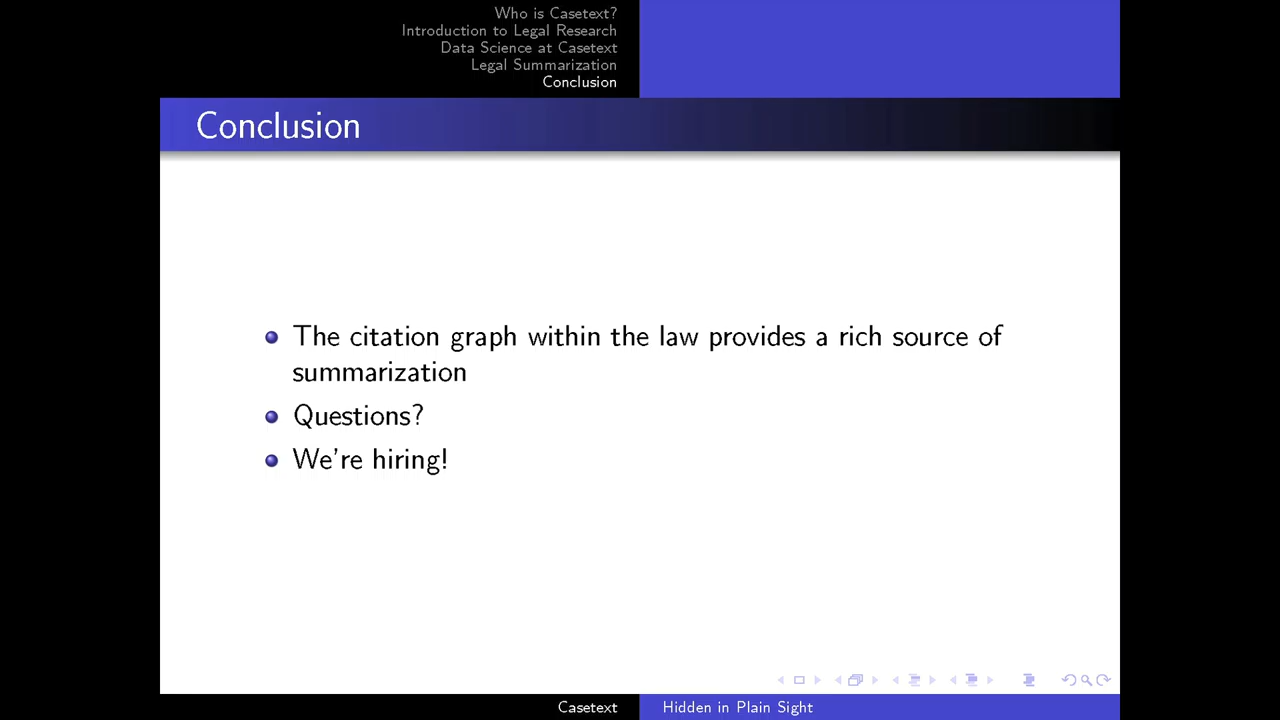 Who is Casetext?
Introduction to Legal Research
Data Science at Casetext
Legal Summarization
Conclusion
Conclusion
The citation graph within the law provides a rich source of
summarization
Questions?
We're hiring!
Casetext
Hidden in Plain Sight